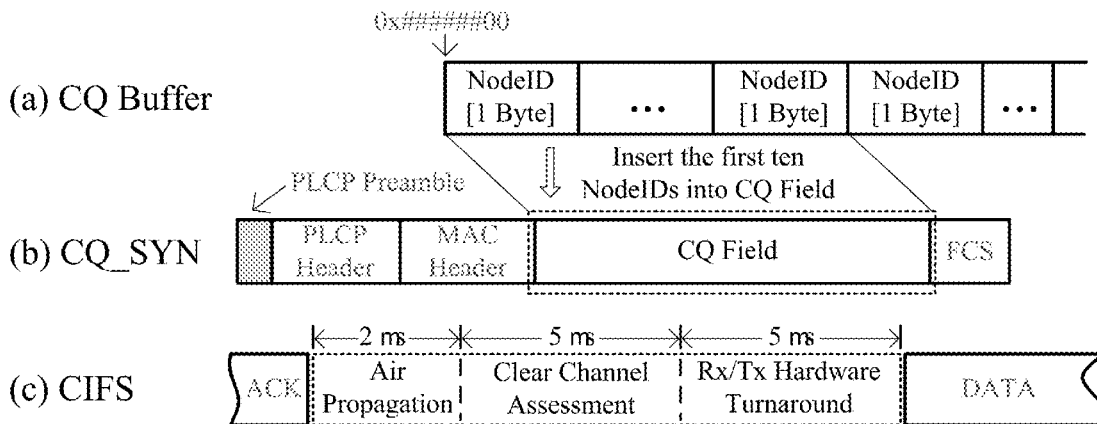 0x######00
(a) CQ Buffer
NodeID [1 Byte]
...
NodeID [1 Byte]
NodeID [1 Byte]
...
Insert the first ten
NodeIDs into CQ Field
PLCP Preamble
(b) CQ_SYN
PLCP Header
MAC Header
CQ Field
FCS
2 ms
5 ms
5 ms
(c) CIFS
ACK
Air Propagation
Clear Channel Assessment
Rx/Tx Hardware Turnaround
DATA